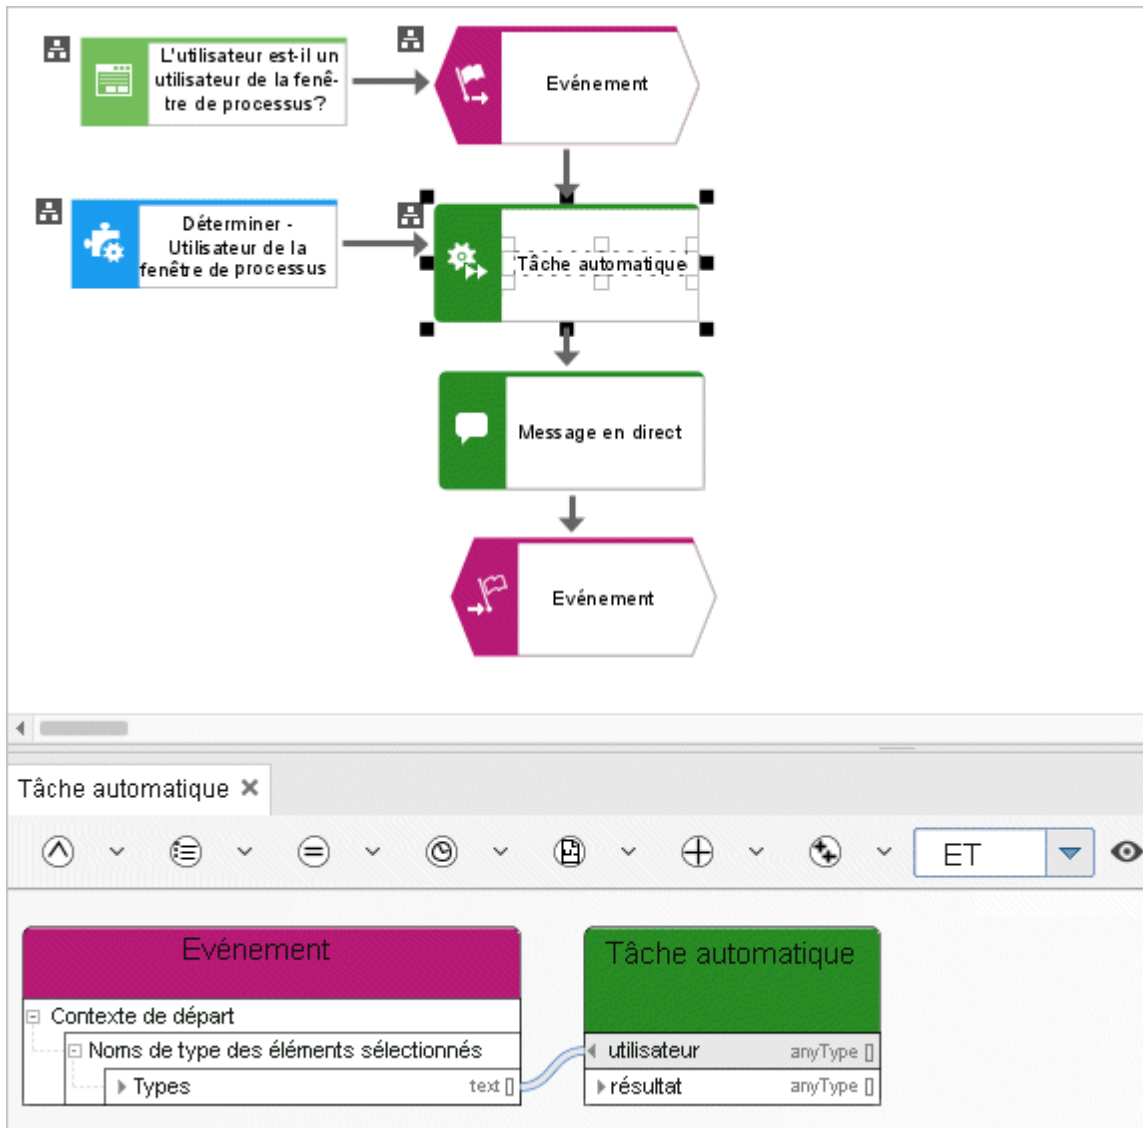 L'utilisateur est-il un
utilisateur de la fenê-
tre de processus?
Evénement
Déterminer -
Utilisateur de la
fenêtre de processus
Tâche automatique
Message en direct
Evénement
Tâche automatique
ET
Evénement
Tâche automatique
Contexte de départ
Noms de type des éléments sélectionnés
utilisateur anyType []
Types text []
résultat anyType []